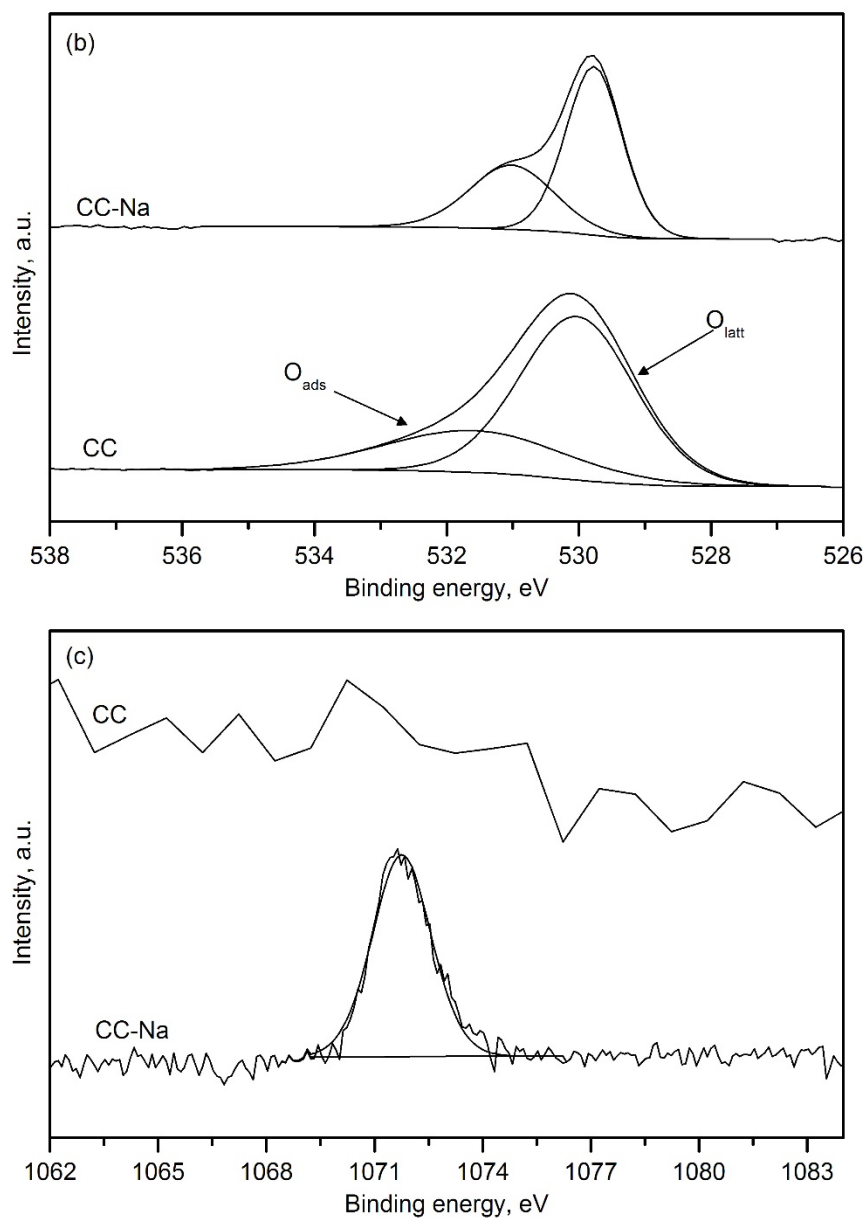 (b)
CC-Na
O_latt
O_ads
CC
Intensity, a.u.
538 536 534 532 530 528 526
Binding energy, eV
(c)
CC
CC-Na
Intensity, a.u.
1062 1065 1068 1071 1074 1077 1080 1083
Binding energy, eV